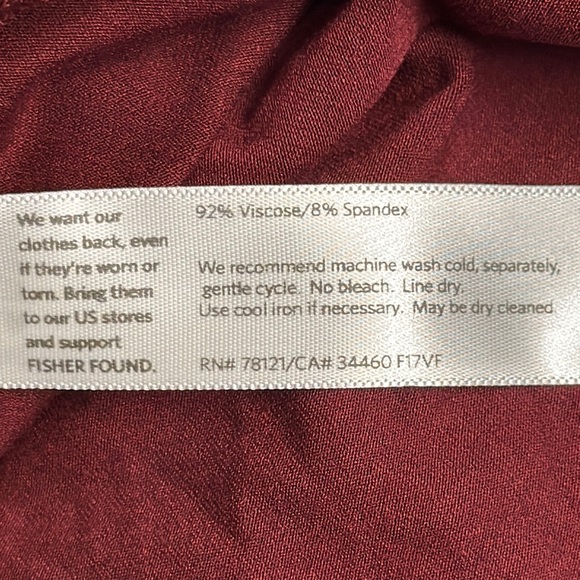 We want our
clothes back, even
if they're worn or
torn. Bring them
to our US stores
and support
FISHER FOUND.
92% Viscose/8% Spandex
We recommend machine wash cold, separately,
gentle cycle. No bleach. Line dry.
Use cool iron if necessary. May be dry cleaned
RN# 78121/CA# 34460 F17VF